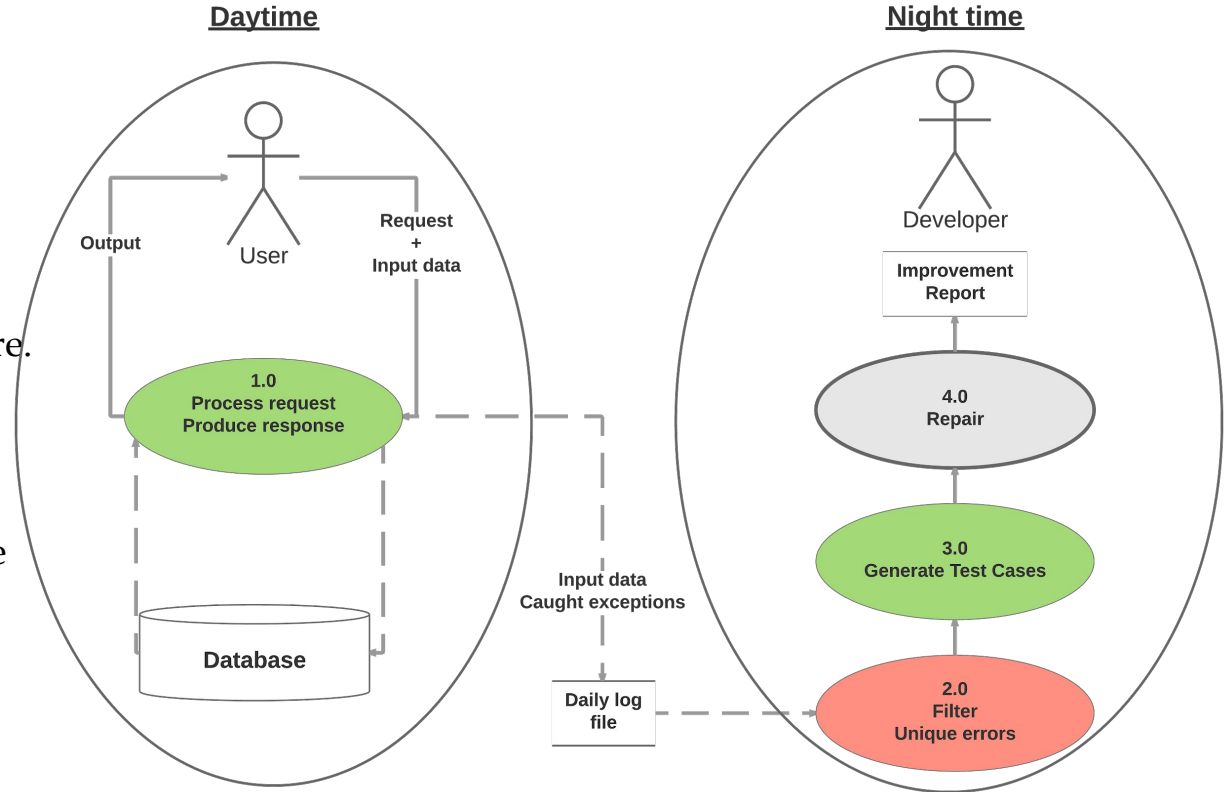 Daytime
Night time
Output
Request
+
Input data
User
Developer
Improvement
Report
re.
1.0
Process request
Produce response
4.0
Repair
e
3.0
Generate Test Cases
Input data
Caught exceptions
Database
Daily log
file
2.0
Filter
Unique errors